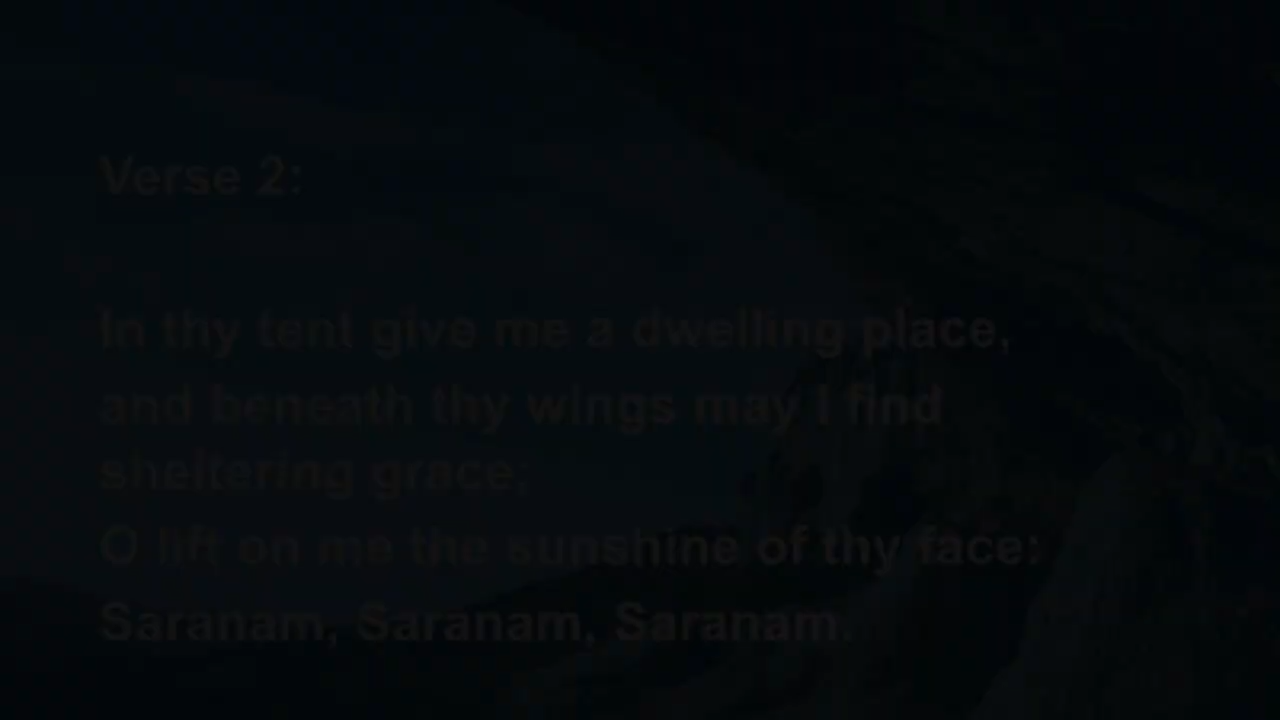 Verse 2:
In thy tent give me a dwelling place,
and beneath thy wings may I find
sheltering grace;
O lift on me the sunshine of thy face:
Saranam, Saranam, Saranam.